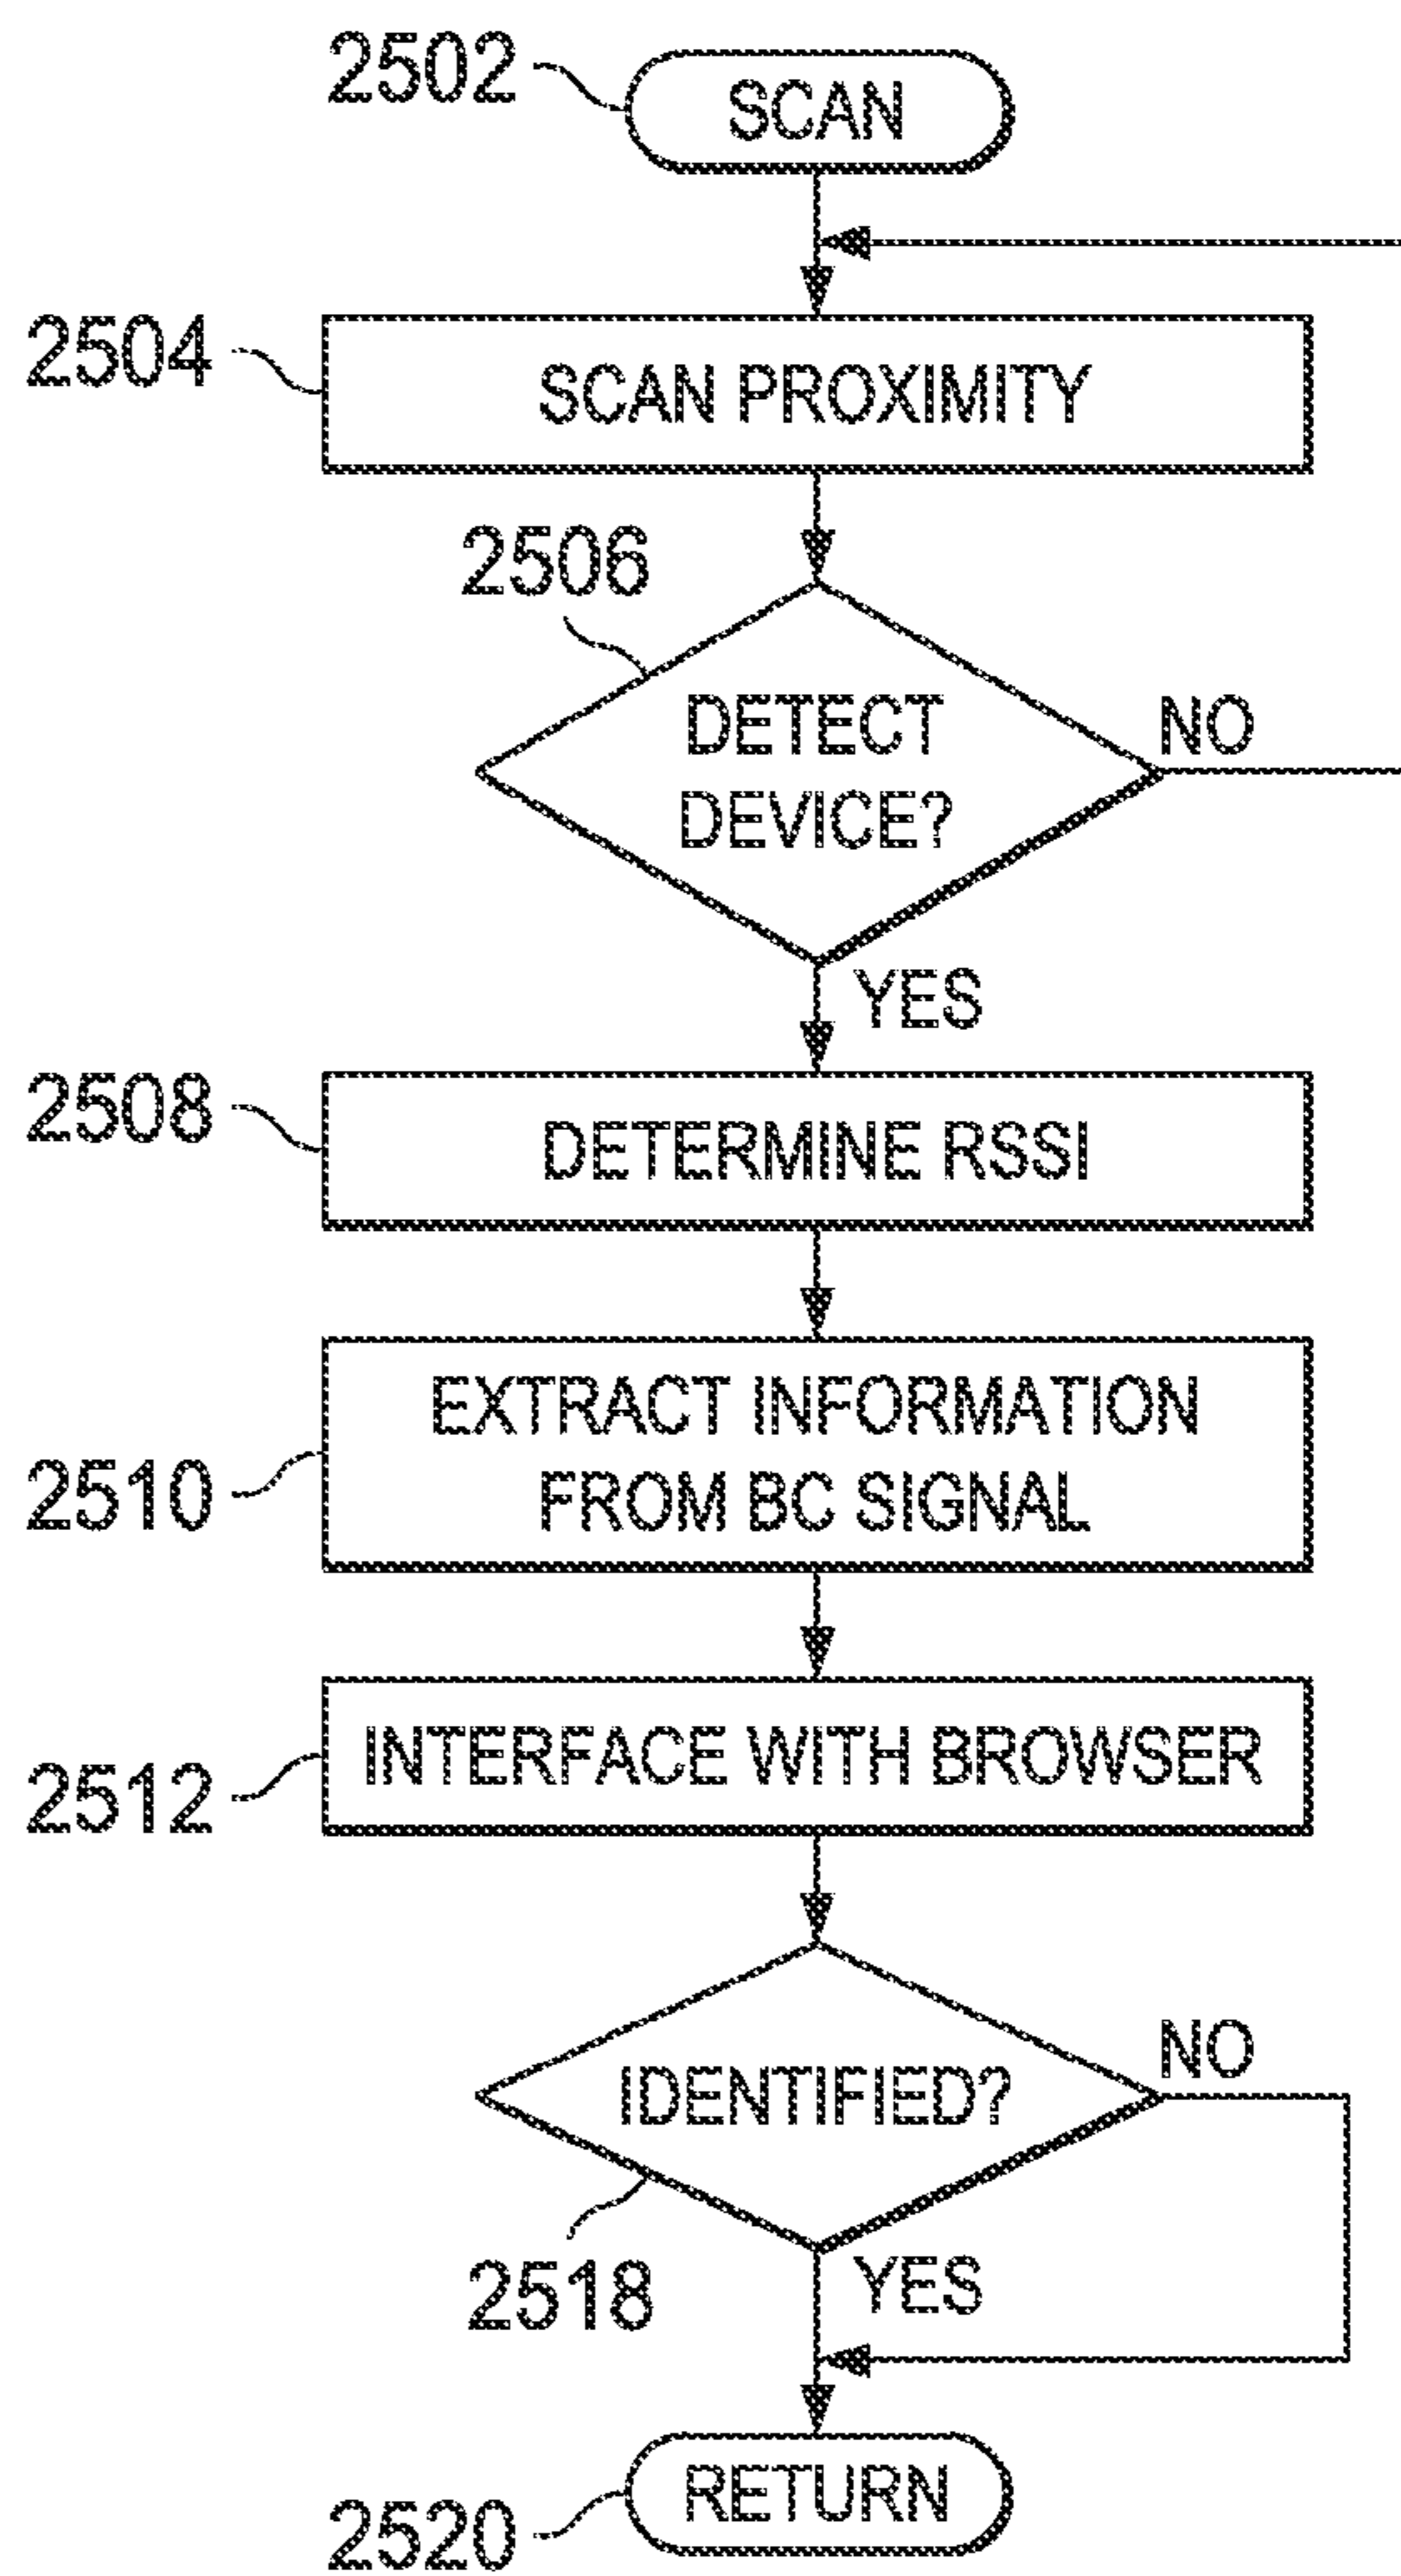 2502
SCAN
2504
SCAN PROXIMITY
2506
DETECT
DEVICE?
NO
YES
2508
DETERMINE RSSI
EXTRACT INFORMATION
FROM BC SIGNAL
2510
INTERFACE WITH BROWSER
2512
NO
IDENTIFIED?
2518
YES
RETURN
2520